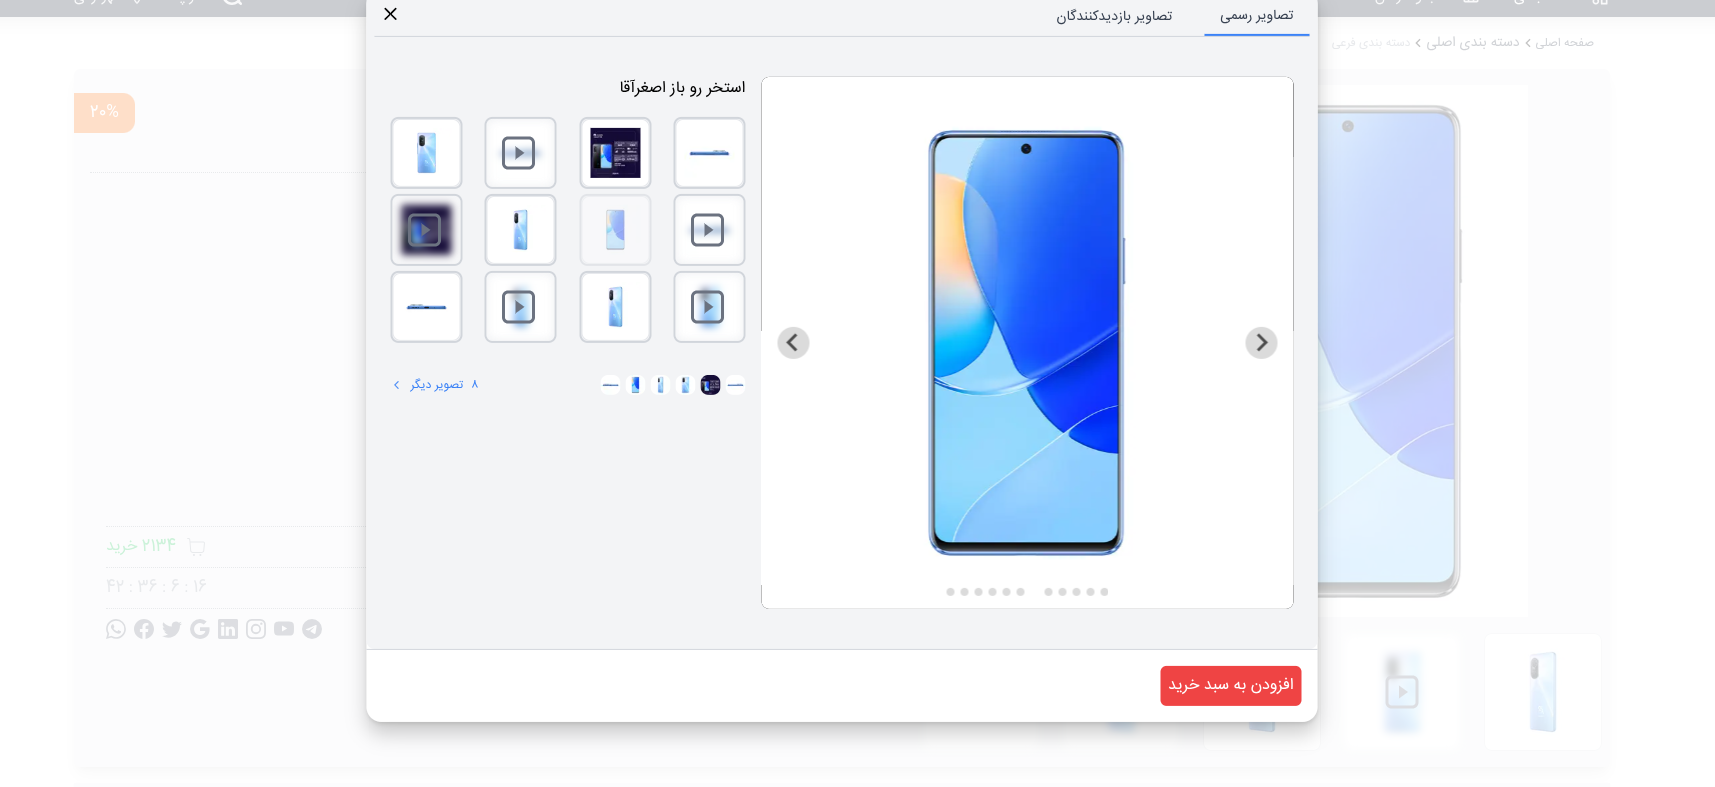 تصاویر رسمی
تصاویر بازدیدکنندگان
صفحه اصلی
دسته بندی اصلی
دسته بندی فرعی
استخر رو باز اصغرآقا
۲۰%
۸ تصویر دیگر
۲۱۳۴ خرید
۴۲ : ۳۶ : ۶ : ۱۶
افزودن به سبد خرید